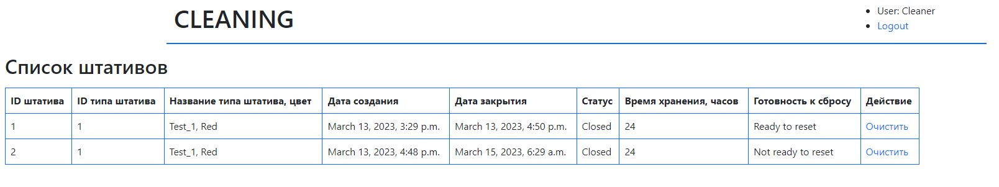 CLEANING
User: Cleaner
Logout
Список штативов
ID штатива ID типа штатива Название типа штатива, цвет Дата создания Дата закрытия Статус Время хранения, часов Готовность к сбросу Действие
1 1 Test_1, Red March 13, 2023, 3:29 p.m. March 13, 2023, 4:50 p.m. Closed 24 Ready to reset Очистить
2 1 Test_1, Red March 13, 2023, 4:48 p.m. March 15, 2023, 6:29 a.m. Closed 24 Not ready to reset Очистить